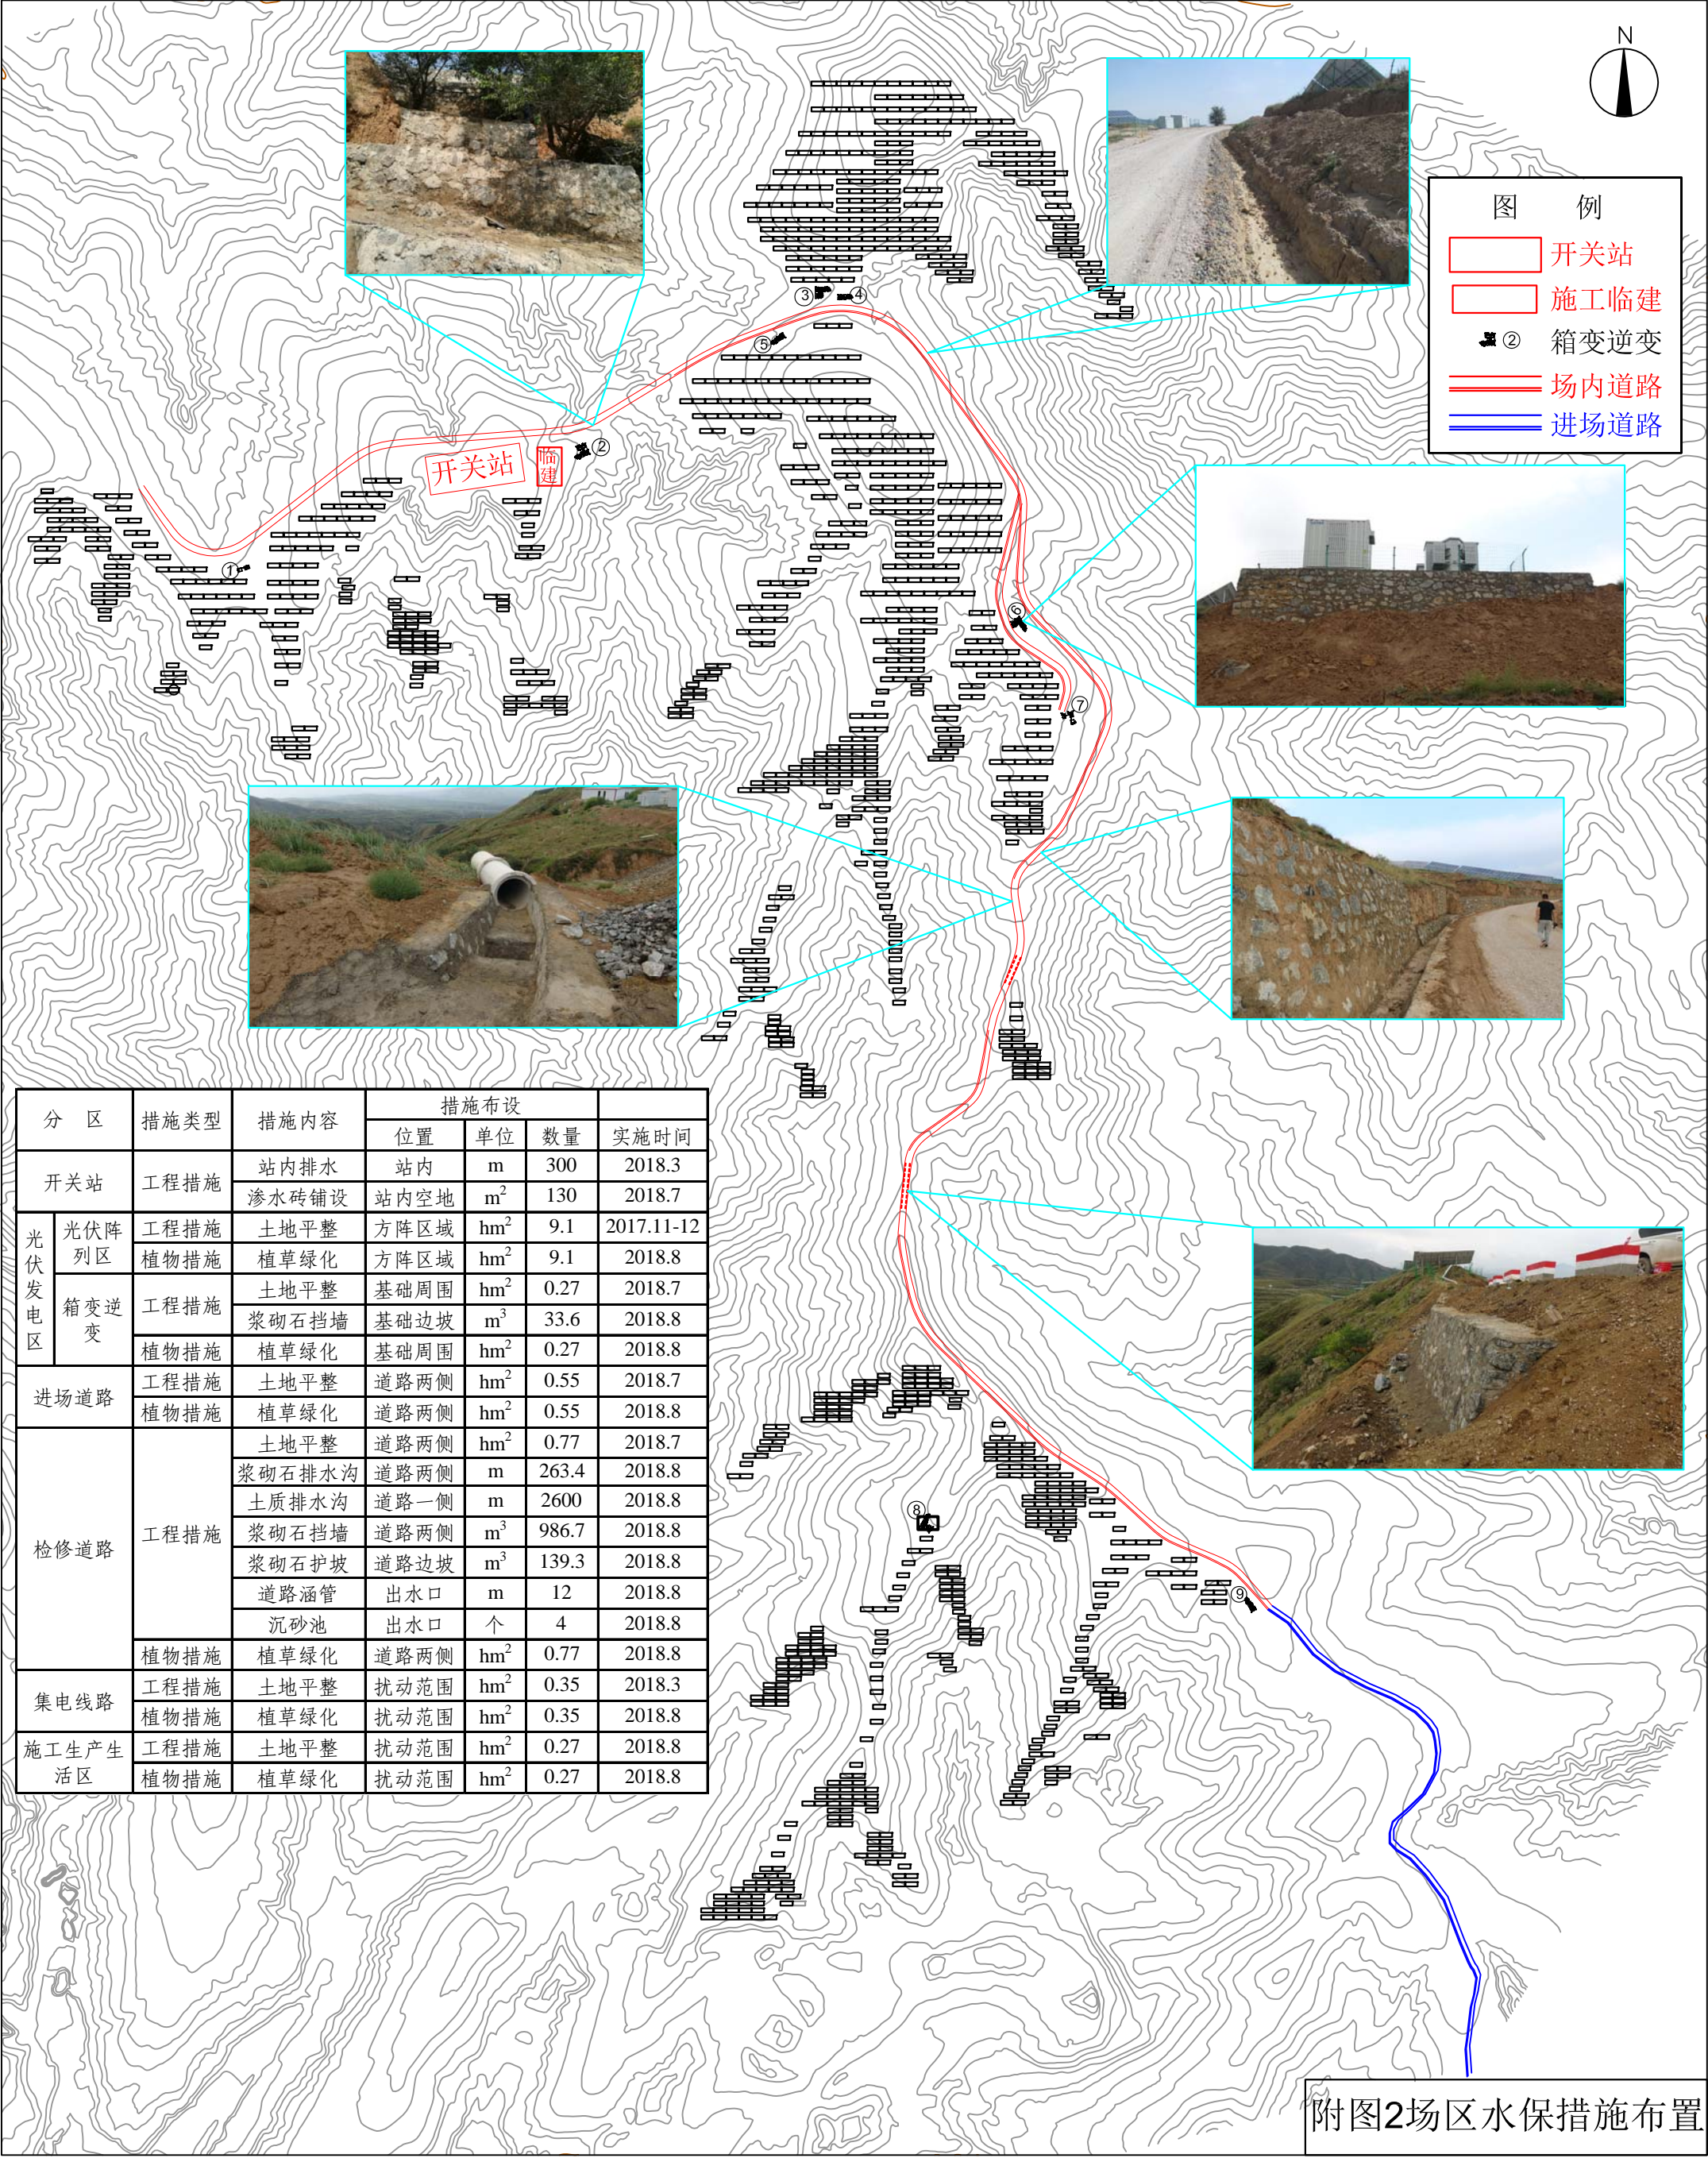 N
图 例
开关站
施工临建
② 箱变逆变
场内道路
进场道路
③
④
⑤
②
开关站
临建
①
⑥
⑦
⑧
⑨
分 区 措施类型 措施内容 措施布设
位置 单位 数量 实施时间
开关站 工程措施 站内排水 站内 m 300 2018.3
渗水砖铺设 站内空地 m² 130 2018.7
光伏发电区 光伏阵列区 工程措施 土地平整 方阵区域 hm² 9.1 2017.11-12
植物措施 植草绿化 方阵区域 hm² 9.1 2018.8
箱变逆变 工程措施 土地平整 基础周围 hm² 0.27 2018.7
浆砌石挡墙 基础边坡 m³ 33.6 2018.8
植物措施 植草绿化 基础周围 hm² 0.27 2018.8
进场道路 工程措施 土地平整 道路两侧 hm² 0.55 2018.7
植物措施 植草绿化 道路两侧 hm² 0.55 2018.8
检修道路 工程措施 土地平整 道路两侧 hm² 0.77 2018.7
浆砌石排水沟 道路两侧 m 263.4 2018.8
土质排水沟 道路一侧 m 2600 2018.8
浆砌石挡墙 道路两侧 m³ 986.7 2018.8
浆砌石护坡 道路边坡 m³ 139.3 2018.8
道路涵管 出水口 m 12 2018.8
沉砂池 出水口 个 4 2018.8
植物措施 植草绿化 道路两侧 hm² 0.77 2018.8
集电线路 工程措施 土地平整 扰动范围 hm² 0.35 2018.3
植物措施 植草绿化 扰动范围 hm² 0.35 2018.8
施工生产生活区 工程措施 土地平整 扰动范围 hm² 0.27 2018.8
植物措施 植草绿化 扰动范围 hm² 0.27 2018.8
附图2场区水保措施布置